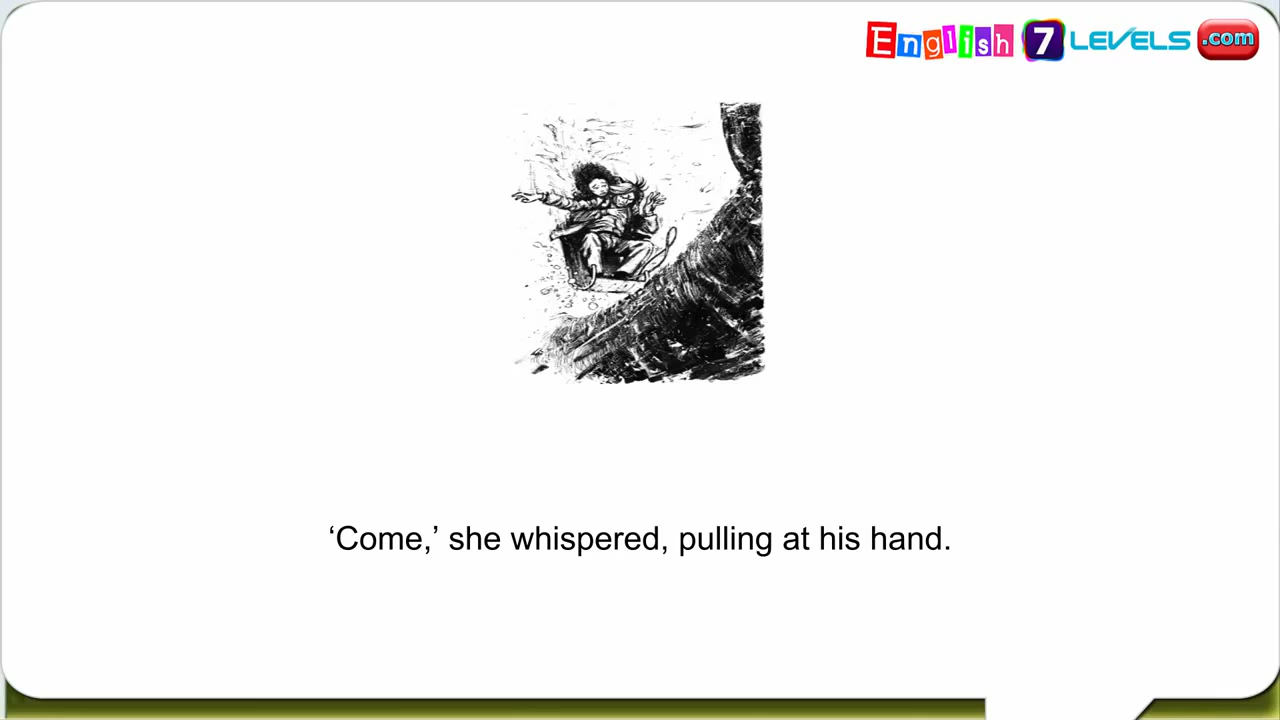 English 7 LEVELS .com
‘Come,’ she whispered, pulling at his hand.